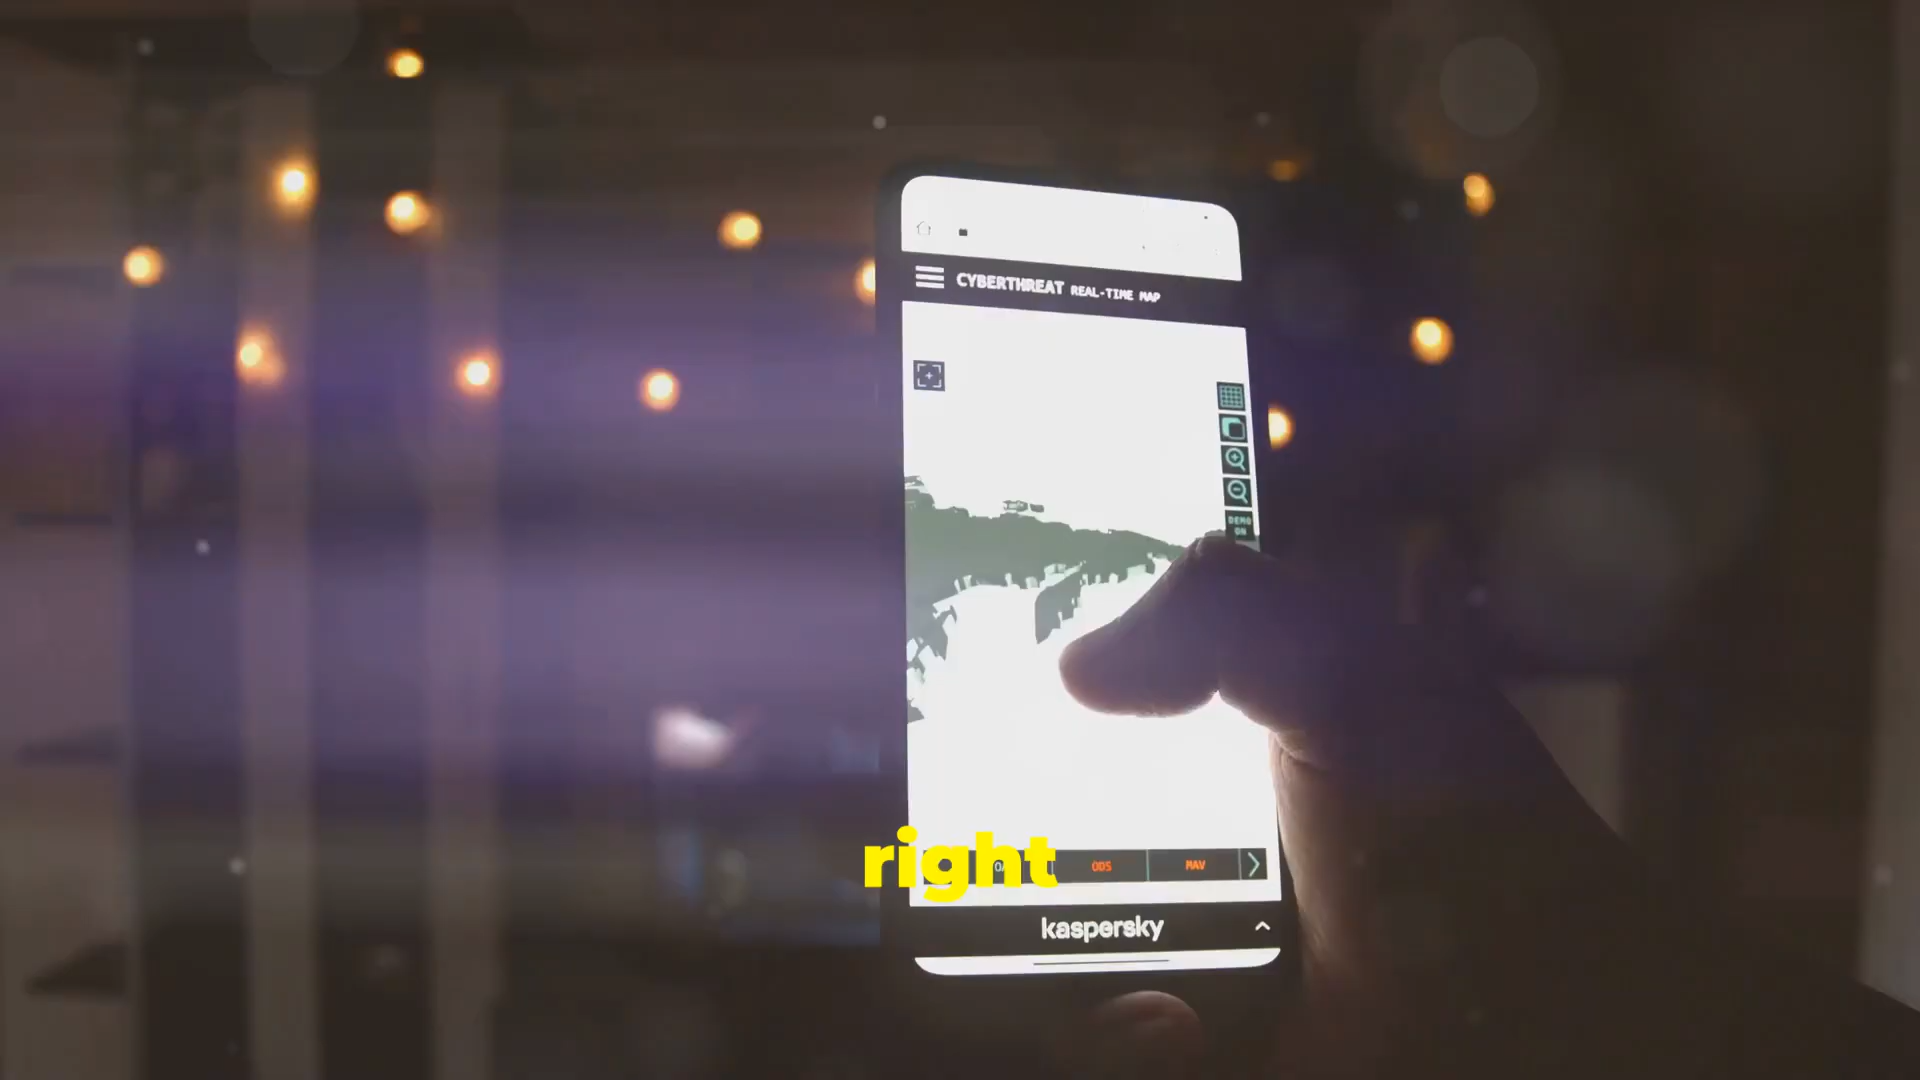 CYBERTHREAT REAL-TIME MAP
DEMO
ON
right
ODS
MAV
kaspersky